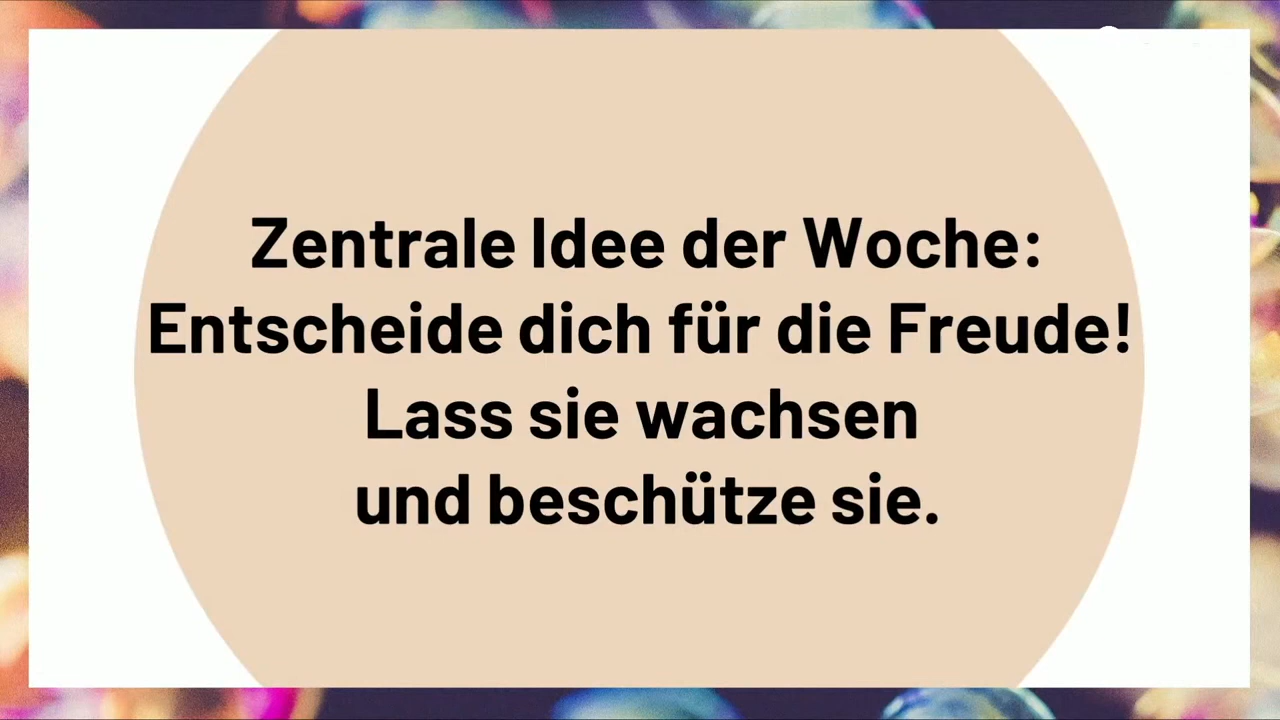 Zentrale Idee der Woche:
Entscheide dich für die Freude!
Lass sie wachsen
und beschütze sie.